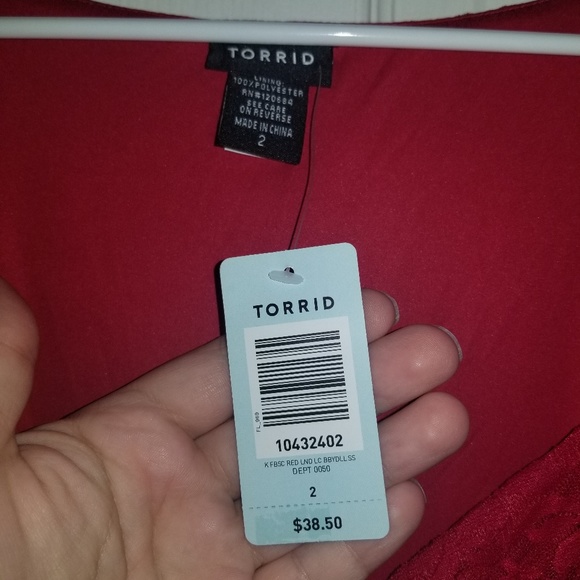 TORRID
LINING:
100% POLYESTER
RN#120684
SEE CARE
ON REVERSE
MADE IN CHINA
2
TORRID
FL_969
10432402
K FBSC RED LND LC BBYDLL SS
DEPT 0050
2
$38.50